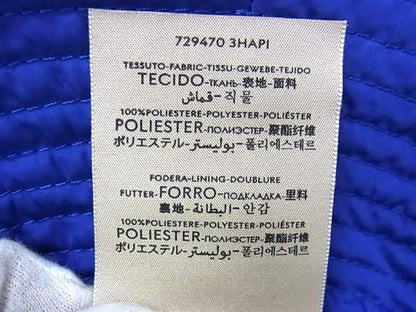 729470 3HAPI
TESSUTO-FABRIC-TISSU-GEWEBE-TEJIDO
TECIDO-ТКАНЬ-表地-面料
قماش-직물
100%POLIESTERE-POLYESTER-POLIÉSTER
POLIESTER-ПОЛИЭСТЕР-聚酯纤维
ポリエステル-بوليستر-폴리에스테르
FODERA-LINING-DOUBLURE
FUTTER-FORRO-ПОДКЛАДКА-里料
裏地-البطانة-안감
100%POLIESTERE-POLYESTER-POLIÉSTER
POLIESTER-ПОЛИЭСТЕР-聚酯纤维
ポリエステル-بوليستر-폴리에스테르